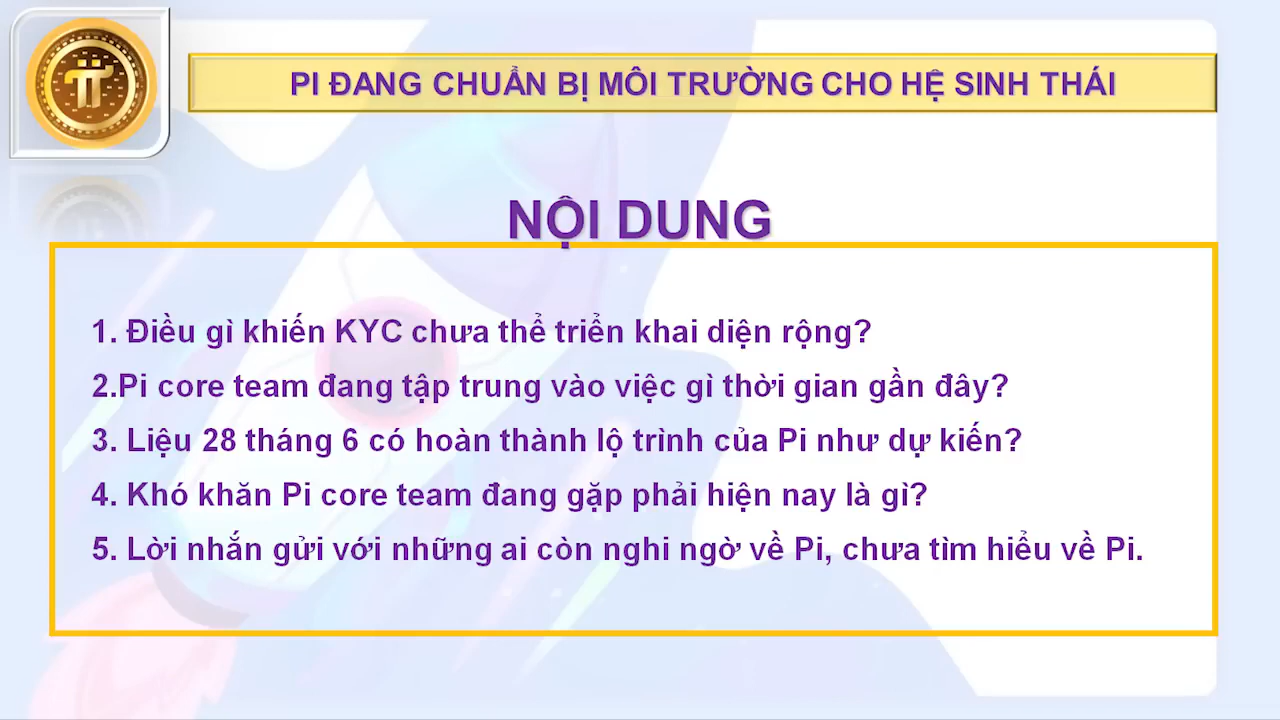 PI ĐANG CHUẨN BỊ MÔI TRƯỜNG CHO HỆ SINH THÁI
NỘI DUNG
1. Điều gì khiến KYC chưa thể triển khai diện rộng?
2.Pi core team đang tập trung vào việc gì thời gian gần đây?
3. Liệu 28 tháng 6 có hoàn thành lộ trình của Pi như dự kiến?
4. Khó khăn Pi core team đang gặp phải hiện nay là gì?
5. Lời nhắn gửi với những ai còn nghi ngờ về Pi, chưa tìm hiểu về Pi.